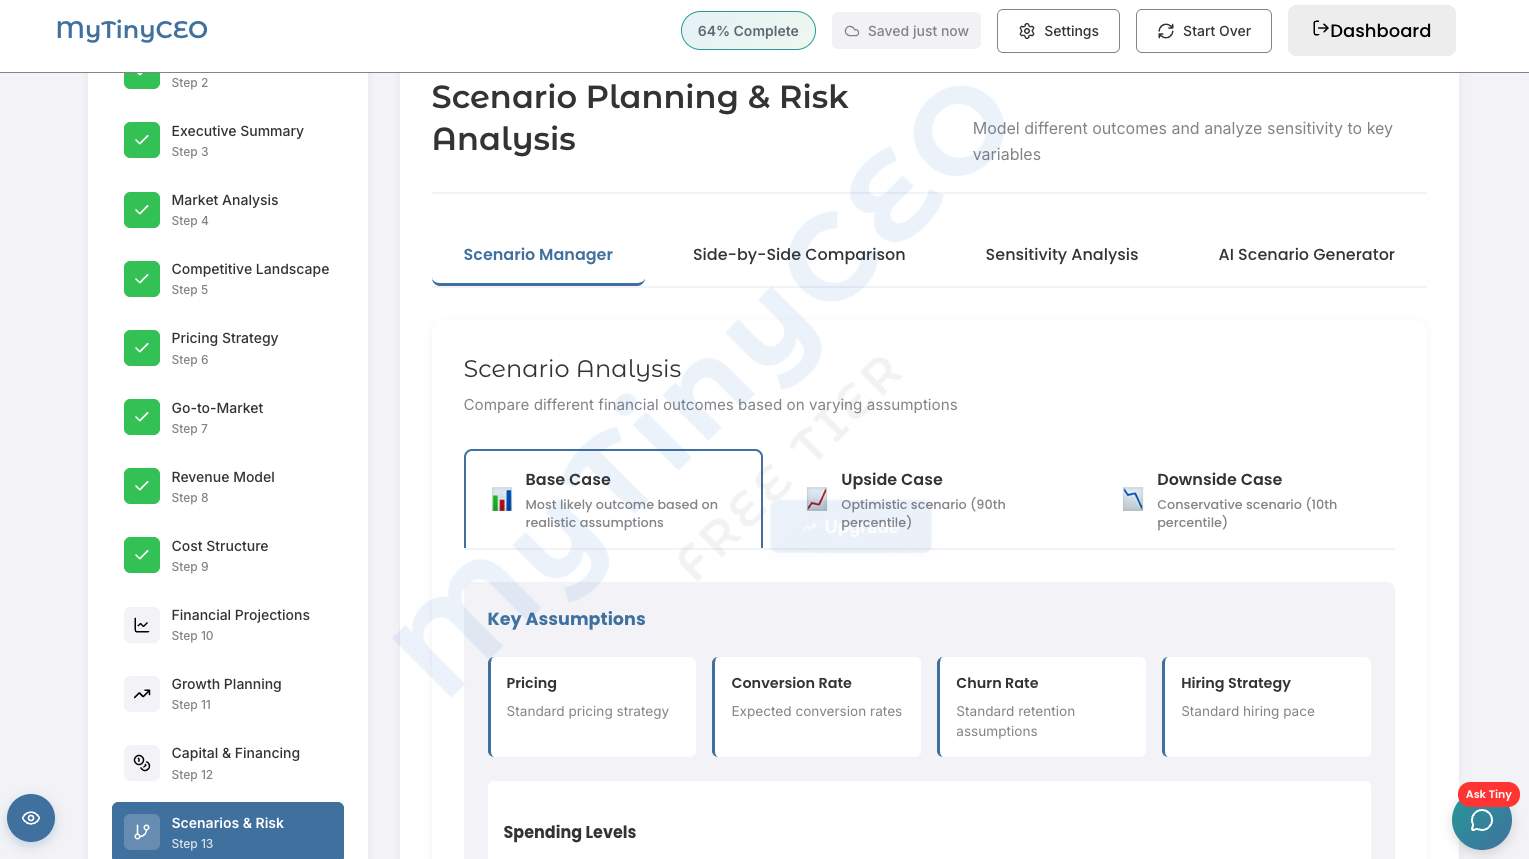 MyTinyCEO
64% Complete
Saved just now
Settings
Start Over
Dashboard
Step 2
Executive Summary
Step 3
Market Analysis
Step 4
Competitive Landscape
Step 5
Pricing Strategy
Step 6
Go-to-Market
Step 7
Revenue Model
Step 8
Cost Structure
Step 9
Financial Projections
Step 10
Growth Planning
Step 11
Capital & Financing
Step 12
Scenarios & Risk
Step 13
Scenario Planning & Risk
Analysis
Model different outcomes and analyze sensitivity to key
variables
Scenario Manager
Side-by-Side Comparison
Sensitivity Analysis
AI Scenario Generator
Scenario Analysis
Compare different financial outcomes based on varying assumptions
Base Case
Most likely outcome based on
realistic assumptions
Upside Case
Optimistic scenario (90th
percentile)
Downside Case
Conservative scenario (10th
percentile)
Upgrade
Key Assumptions
Pricing
Standard pricing strategy
Conversion Rate
Expected conversion rates
Churn Rate
Standard retention
assumptions
Hiring Strategy
Standard hiring pace
Spending Levels
Ask Tiny
myTinyCEO
FREE TIER